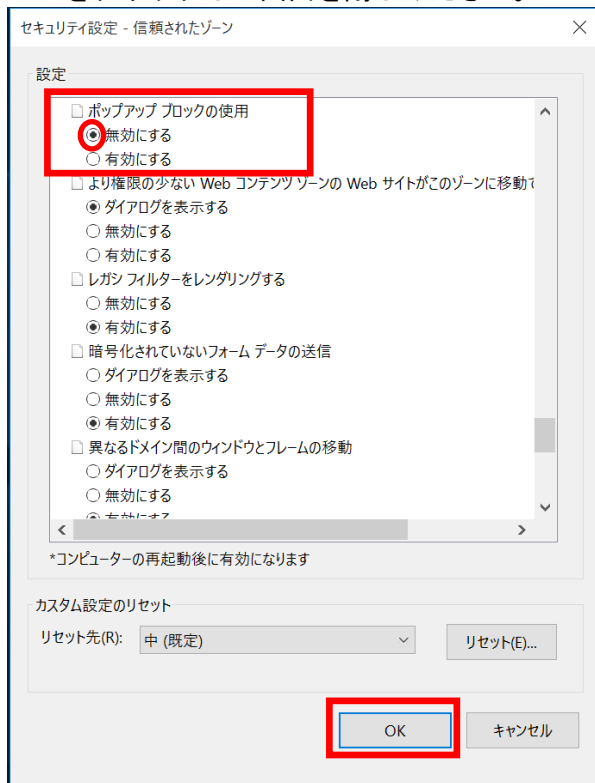 セキュリティ設定 - 信頼されたゾーン
設定
ポップアップ ブロックの使用
無効にする
有効にする
より権限の少ない Web コンテンツ ゾーンの Web サイトがこのゾーンに移動で
ダイアログを表示する
無効にする
有効にする
レガシ フィルターをレンダリングする
無効にする
有効にする
暗号化されていないフォーム データの送信
ダイアログを表示する
無効にする
有効にする
異なるドメイン間のウィンドウとフレームの移動
ダイアログを表示する
無効にする
*コンピューターの再起動後に有効になります
カスタム設定のリセット
リセット先(R): 中 (既定) リセット(E)...
OK キャンセル